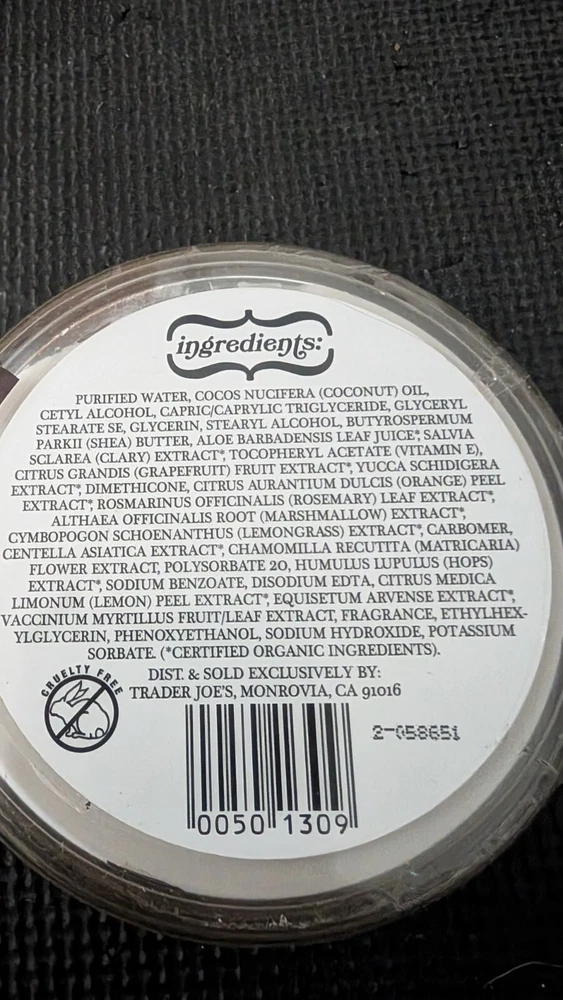 ingredients:
PURIFIED WATER, COCOS NUCIFERA (COCONUT) OIL,
CETYL ALCOHOL, CAPRIC/CAPRYLIC TRIGLYCERIDE, GLYCERYL
STEARATE SE, GLYCERIN, STEARYL ALCOHOL, BUTYROSPERMUM
PARKII (SHEA) BUTTER, ALOE BARBADENSIS LEAF JUICE*, SALVIA
SCLAREA (CLARY) EXTRACT*, TOCOPHERYL ACETATE (VITAMIN E),
CITRUS GRANDIS (GRAPEFRUIT) FRUIT EXTRACT*, YUCCA SCHIDIGERA
EXTRACT*, DIMETHICONE, CITRUS AURANTIUM DULCIS (ORANGE) PEEL
EXTRACT*, ROSMARINUS OFFICINALIS (ROSEMARY) LEAF EXTRACT*,
ALTHAEA OFFICINALIS ROOT (MARSHMALLOW) EXTRACT*,
CYMBOPOGON SCHOENANTHUS (LEMONGRASS) EXTRACT*, CARBOMER,
CENTELLA ASIATICA EXTRACT*, CHAMOMILLA RECUTITA (MATRICARIA)
FLOWER EXTRACT, POLYSORBATE 20, HUMULUS LUPULUS (HOPS)
EXTRACT*, SODIUM BENZOATE, DISODIUM EDTA, CITRUS MEDICA
LIMONUM (LEMON) PEEL EXTRACT*, EQUISETUM ARVENSE EXTRACT*,
VACCINIUM MYRTILLUS FRUIT/LEAF EXTRACT, FRAGRANCE, ETHYLHEX-
YLGLYCERIN, PHENOXYETHANOL, SODIUM HYDROXIDE, POTASSIUM
SORBATE. (*CERTIFIED ORGANIC INGREDIENTS).
CRUELTY FREE
DIST. & SOLD EXCLUSIVELY BY:
TRADER JOE'S, MONROVIA, CA 91016
2-058651
0050 1309